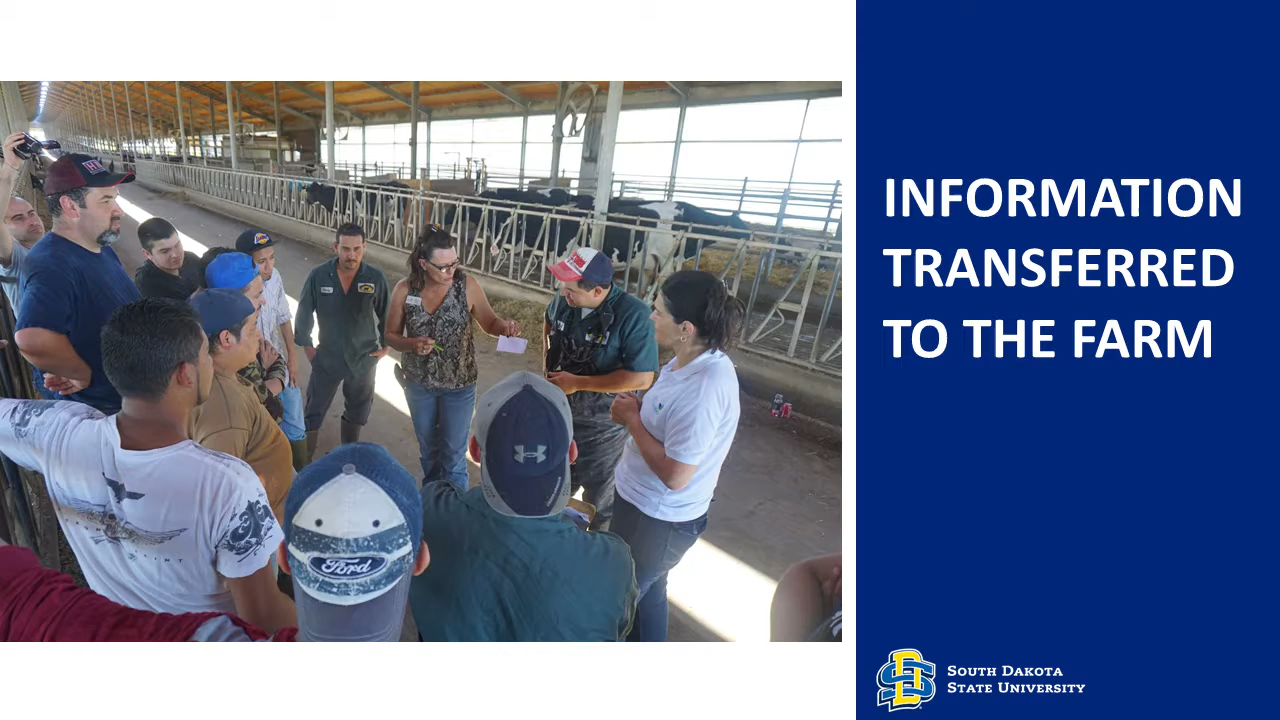 INFORMATION
TRANSFERRED
TO THE FARM
Ford
SOUTH DAKOTA
STATE UNIVERSITY